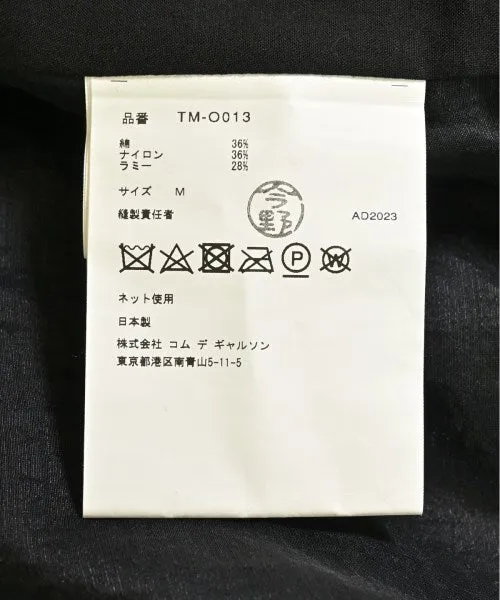 品番 TM-O013
綿 36%
ナイロン 36%
ラミー 28%
サイズ M
今野
縫製責任者 AD2023
P W
ネット使用
日本製
株式会社 コム デ ギャルソン
東京都港区南青山5-11-5